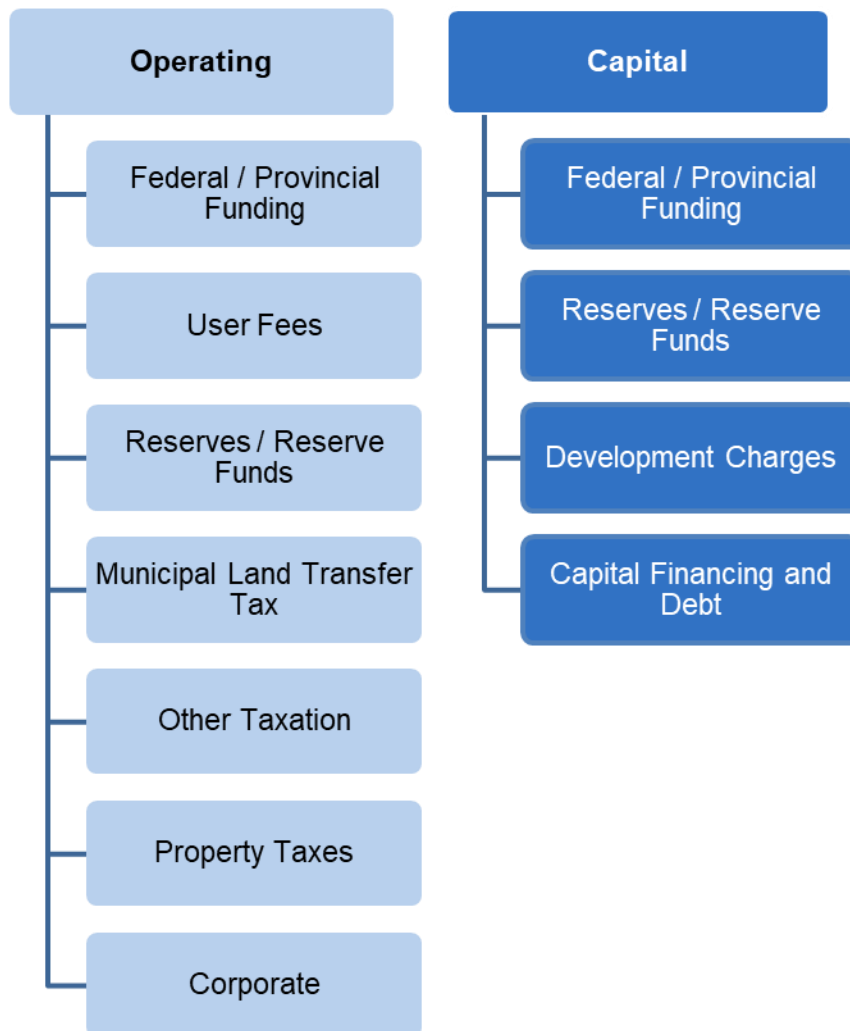 Operating
Federal / Provincial
Funding
User Fees
Reserves / Reserve
Funds
Municipal Land Transfer
Tax
Other Taxation
Property Taxes
Corporate
Capital
Federal / Provincial
Funding
Reserves / Reserve
Funds
Development Charges
Capital Financing and
Debt